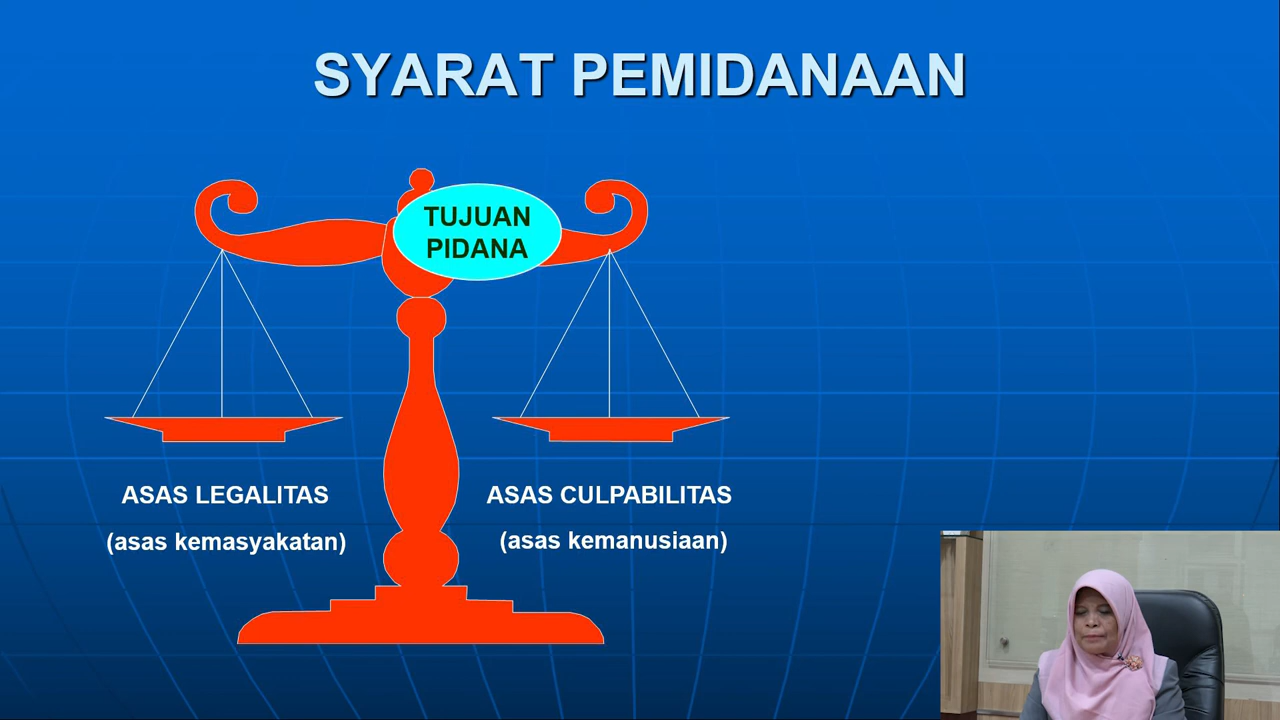 SYARAT PEMIDANAAN
TUJUAN
PIDANA
ASAS LEGALITAS
(asas kemasyakatan)
ASAS CULPABILITAS
(asas kemanusiaan)